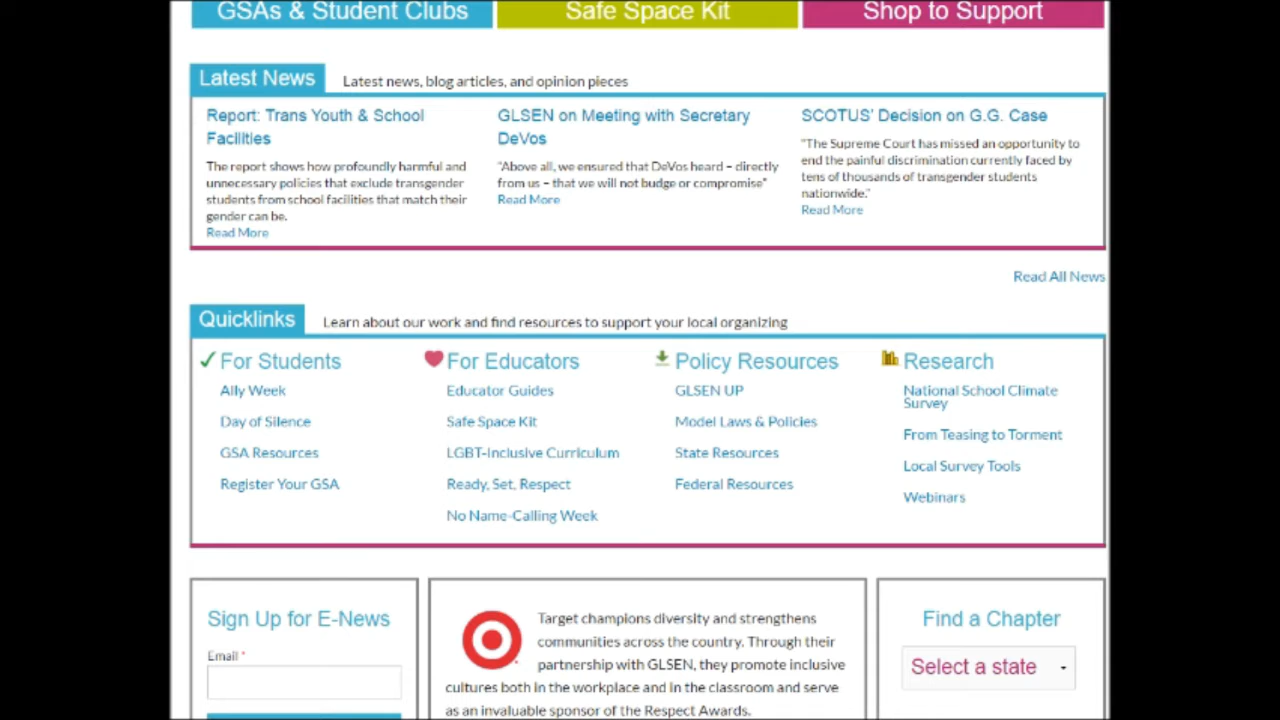 GSAs & Student Clubs
Safe Space Kit
Shop to Support
Latest News
Latest news, blog articles, and opinion pieces
Report: Trans Youth & School
Facilities
The report shows how profoundly harmful and
unnecessary policies that exclude transgender
students from school facilities that match their
gender can be.
Read More
GLSEN on Meeting with Secretary
DeVos
"Above all, we ensured that DeVos heard – directly
from us – that we will not budge or compromise"
Read More
SCOTUS' Decision on G.G. Case
"The Supreme Court has missed an opportunity to
end the painful discrimination currently faced by
tens of thousands of transgender students
nationwide."
Read More
Read All News
Quicklinks
Learn about our work and find resources to support your local organizing
For Students
Ally Week
Day of Silence
GSA Resources
Register Your GSA
For Educators
Educator Guides
Safe Space Kit
LGBT-Inclusive Curriculum
Ready, Set, Respect
No Name-Calling Week
Policy Resources
GLSEN UP
Model Laws & Policies
State Resources
Federal Resources
Research
National School Climate
Survey
From Teasing to Torment
Local Survey Tools
Webinars
Sign Up for E-News
Email *
Target champions diversity and strengthens
communities across the country. Through their
partnership with GLSEN, they promote inclusive
cultures both in the workplace and in the classroom and serve
as an invaluable sponsor of the Respect Awards.
Find a Chapter
Select a state